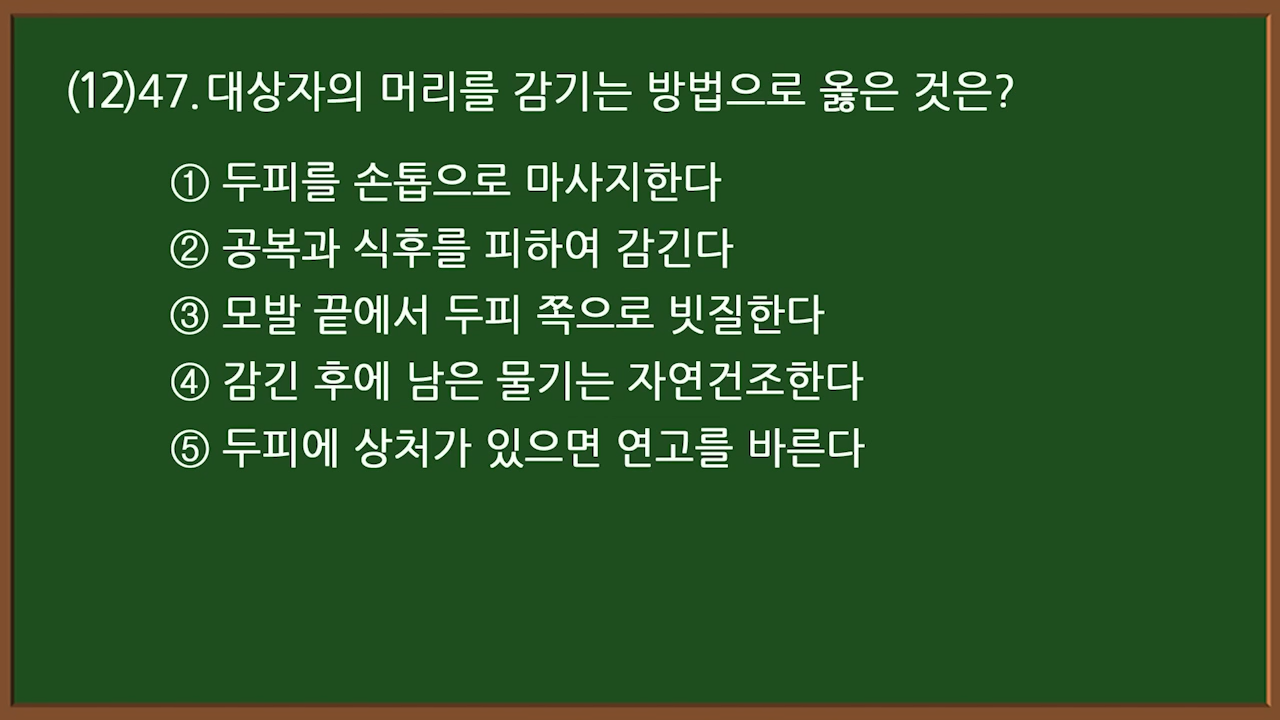 (12)47. 대상자의 머리를 감기는 방법으로 옳은 것은?
① 두피를 손톱으로 마사지한다
② 공복과 식후를 피하여 감긴다
③ 모발 끝에서 두피 쪽으로 빗질한다
④ 감긴 후에 남은 물기는 자연건조한다
⑤ 두피에 상처가 있으면 연고를 바른다